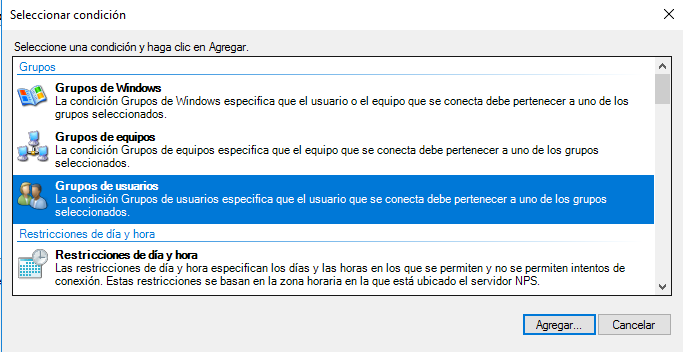 Seleccionar condición
Seleccione una condición y haga clic en Agregar.
Grupos
Grupos de Windows
La condición Grupos de Windows especifica que el usuario o el equipo que se conecta debe pertenecer a uno de los
grupos seleccionados.
Grupos de equipos
La condición Grupos de equipos especifica que el equipo que se conecta debe pertenecer a uno de los grupos
seleccionados.
Grupos de usuarios
La condición Grupos de usuarios especifica que el usuario que se conecta debe pertenecer a uno de los grupos
seleccionados.
Restricciones de día y hora
Restricciones de día y hora
Las restricciones de día y hora especifican los días y las horas en los que se permiten y no se permiten intentos de
conexión. Estas restricciones se basan en la zona horaria en la que está ubicado el servidor NPS.
Agregar...
Cancelar